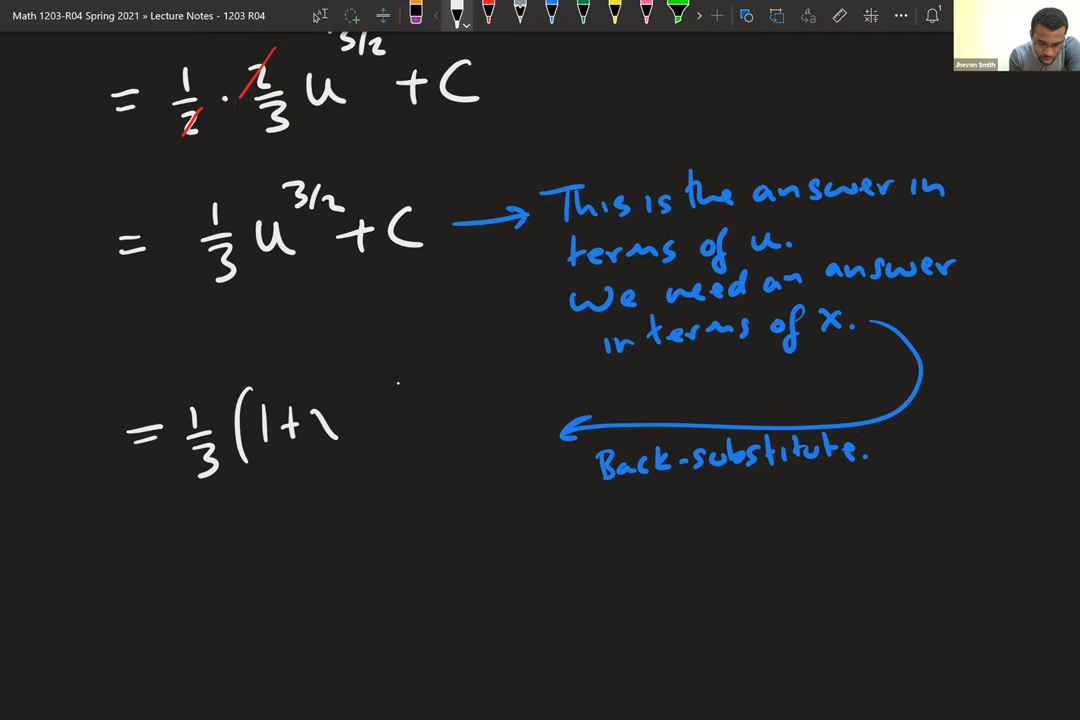 Math 1203-R04 Spring 2021 » Lecture Notes - 1203 R04
Jhevon Smith
= 1/2 · 2/3 u^3/2 + C
= 1/3 u^3/2 + C → This is the answer in
terms of u.
We need an answer
in terms of x.
= 1/3 (1+
Back-substitute.